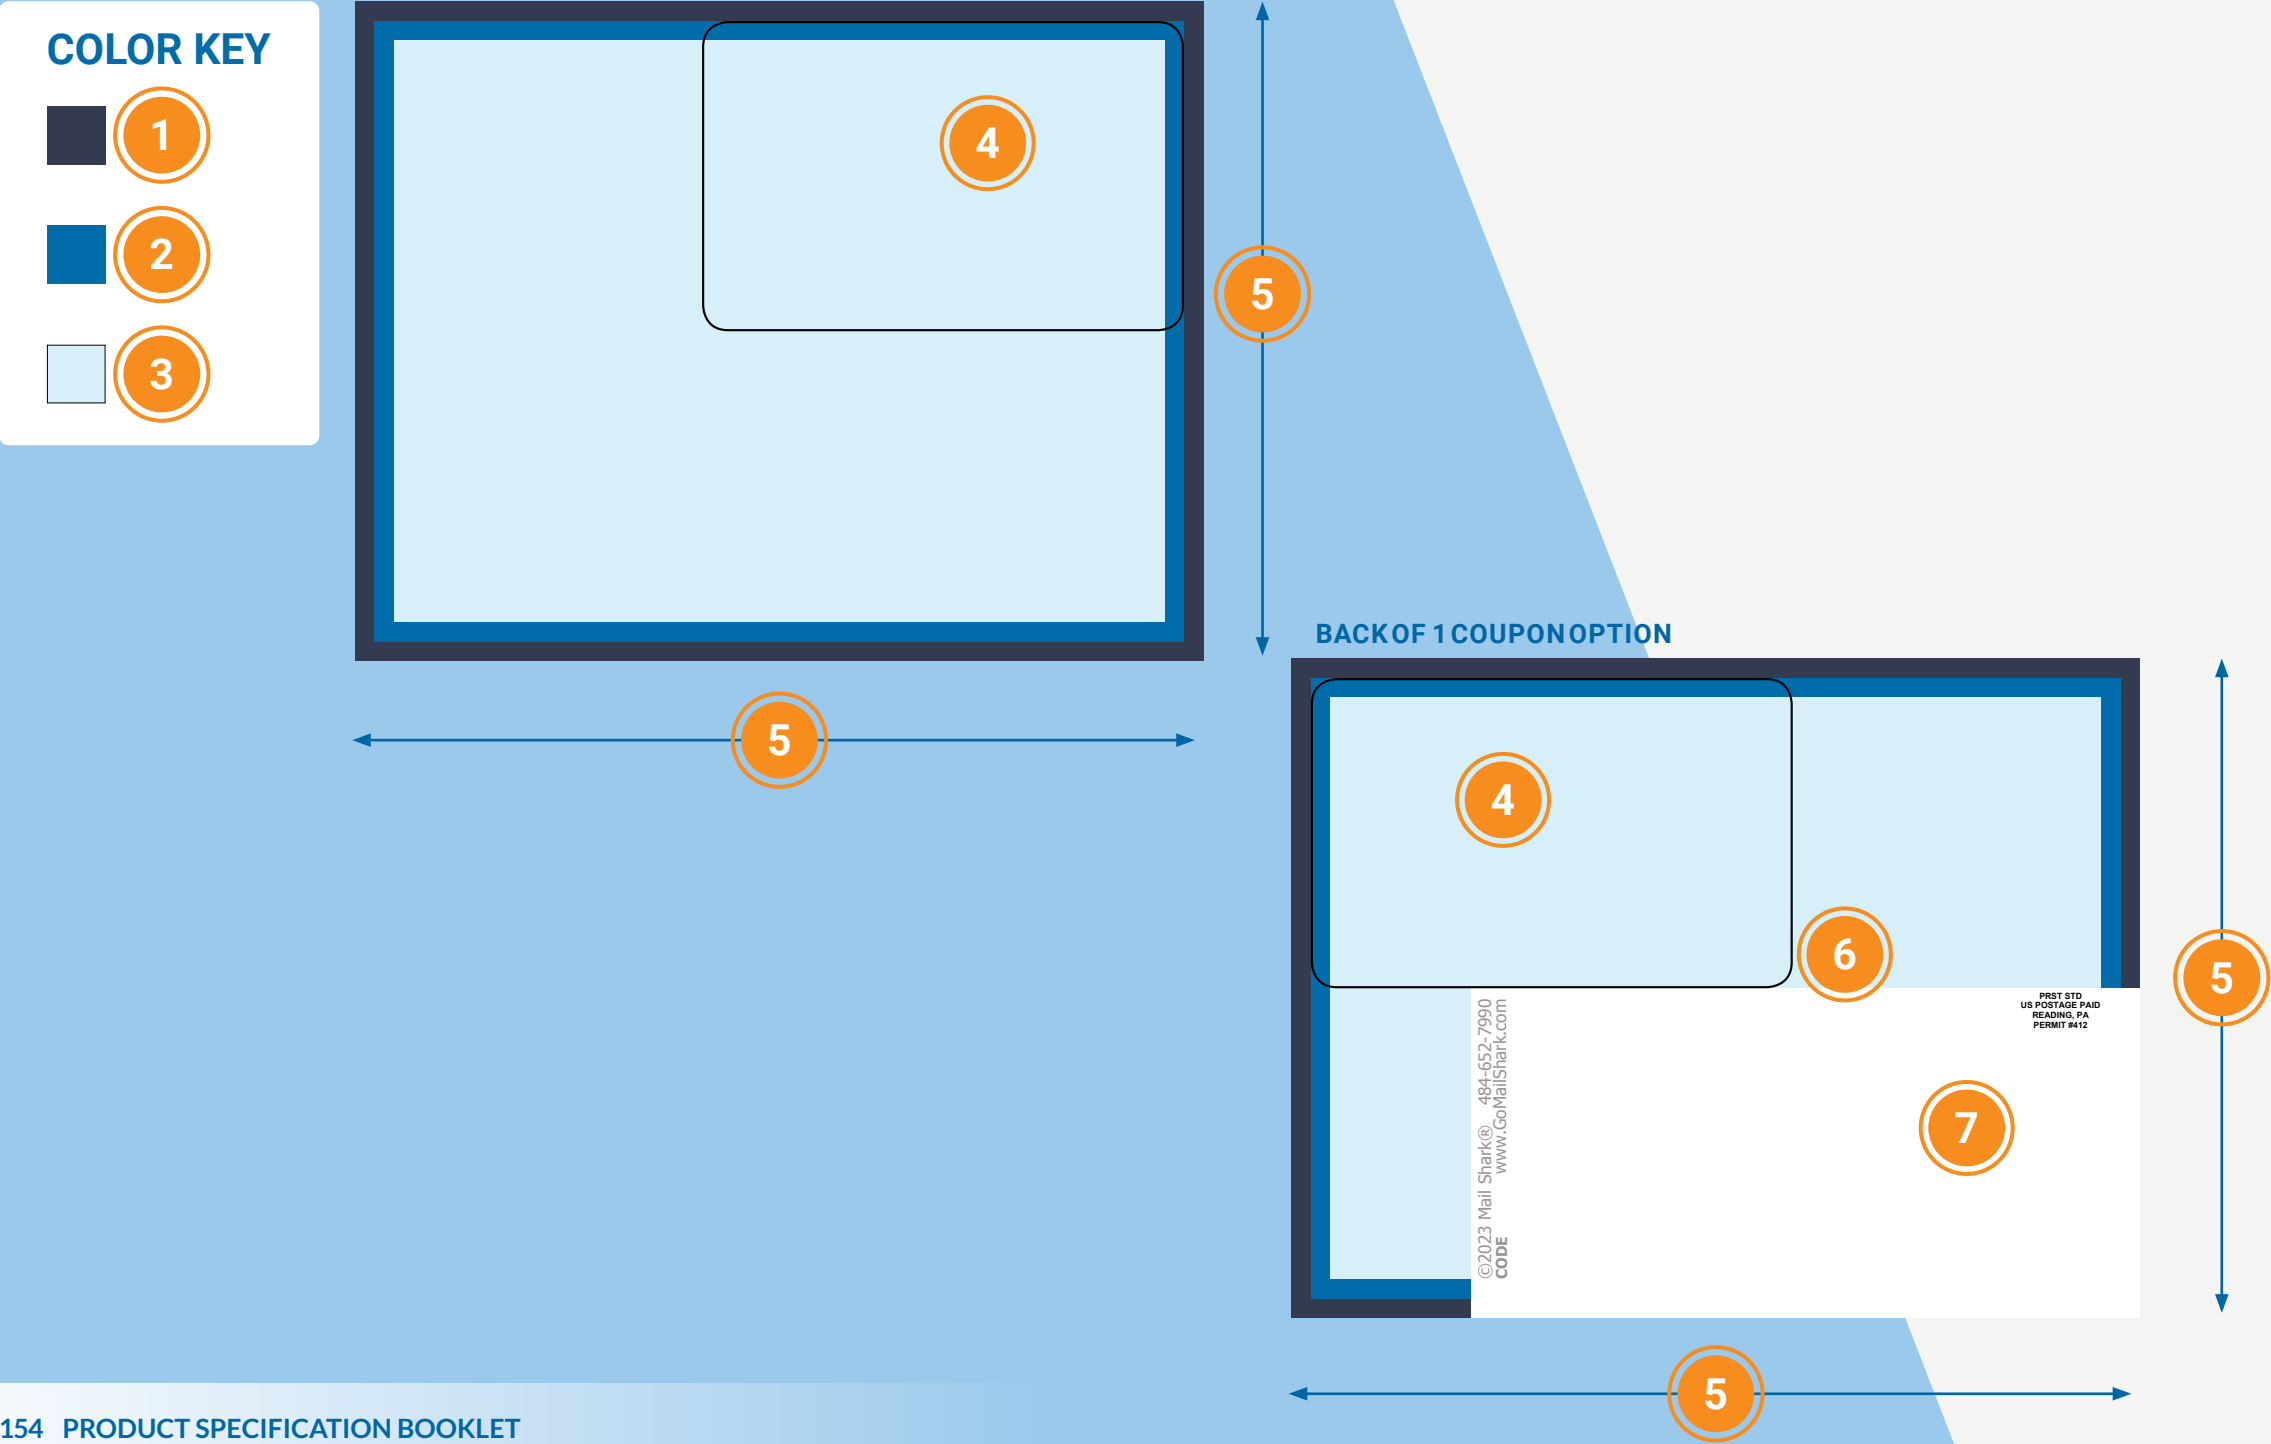 COLOR KEY
1
2
3
4
5
5
BACK OF 1 COUPON OPTION
4
6
5
PRST STD
US POSTAGE PAID
READING, PA
PERMIT #412
©2023 Mail Shark® 484-652-7990
CODE www.GoMailShark.com
7
5
154 PRODUCT SPECIFICATION BOOKLET